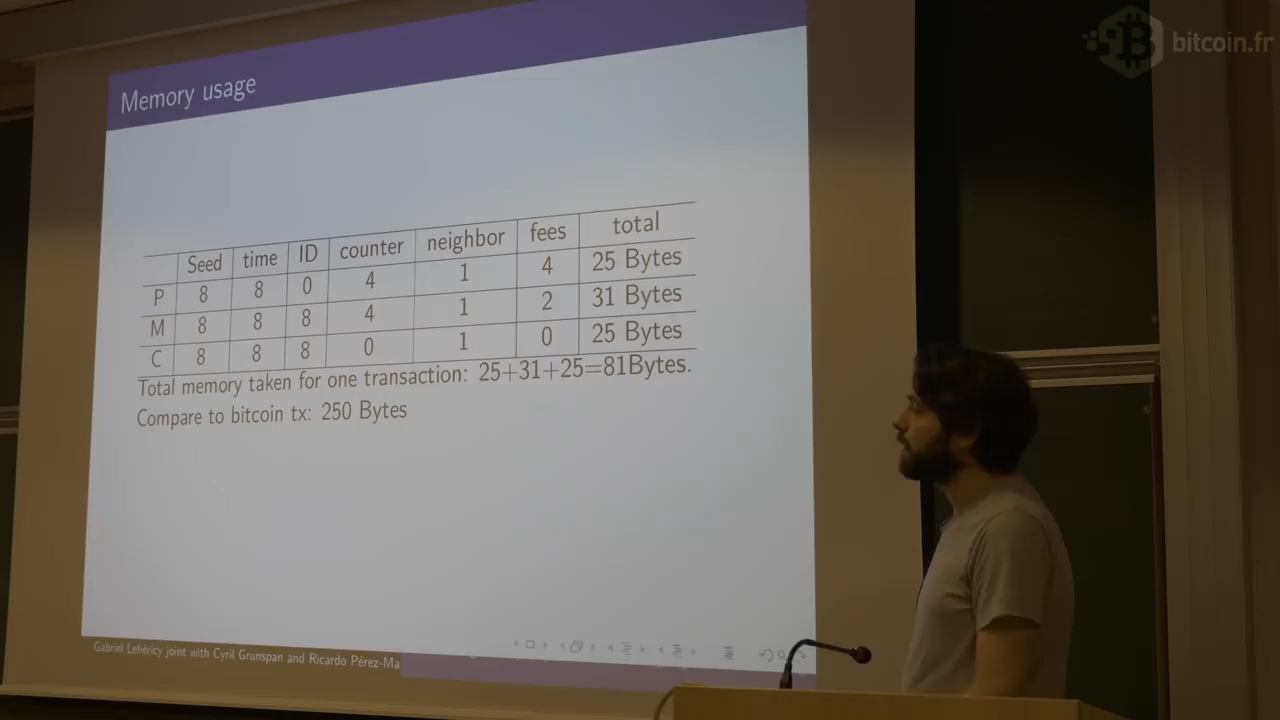 bitcoin.fr
Memory usage
Seed time ID counter neighbor fees total
P 8 8 0 4 1 4 25 Bytes
M 8 8 8 4 1 2 31 Bytes
C 8 8 8 0 1 0 25 Bytes
Total memory taken for one transaction: 25+31+25=81Bytes.
Compare to bitcoin tx: 250 Bytes
Gabriel Lehéricy joint with Cyril Grunspan and Ricardo Pérez-Ma